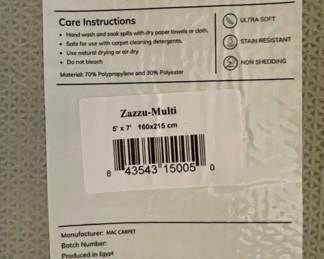 Care Instructions
• Hand wash and soak spills with dry paper towels or cloth.
• Safe for use with carpet cleaning detergents.
• Use natural drying or air dry
• Do not bleach
Material: 70% Polypropylene and 30% Polyester
ULTRA SOFT
STAIN RESISTANT
NON SHEDDING
Zazzu-Multi
5' x 7' 160x215 cm
8 43543 15005 0
Manufacturer: MAC CARPET
Batch Number:
Produced in Egypt